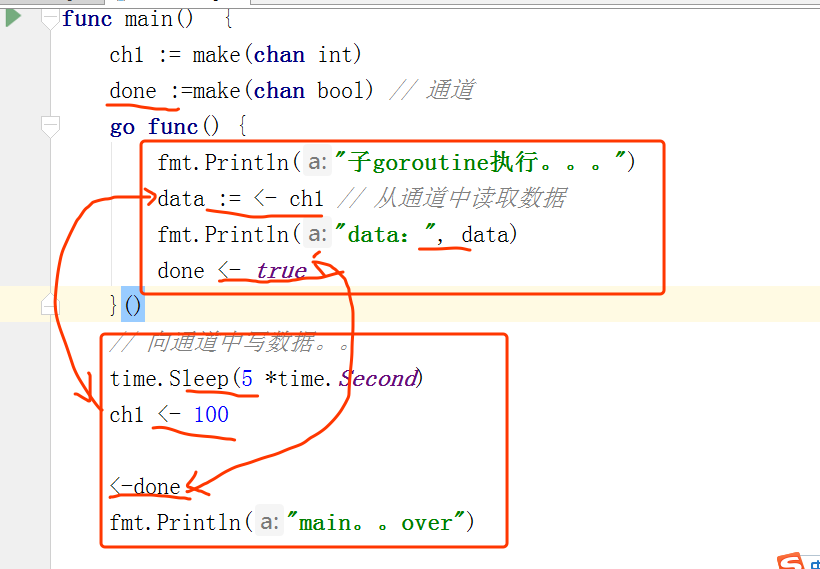 func main()  {
ch1 := make(chan int)
done :=make(chan bool) // 通道
go func() {
fmt.Println( a: "子goroutine执行。。。")
data := <- ch1 // 从通道中读取数据
fmt.Println( a: "data：", data)
done <- true
}()
// 向通道中写数据。。
time.Sleep(5 *time.Second)
ch1 <- 100
<-done
fmt.Println( a: "main。。over")